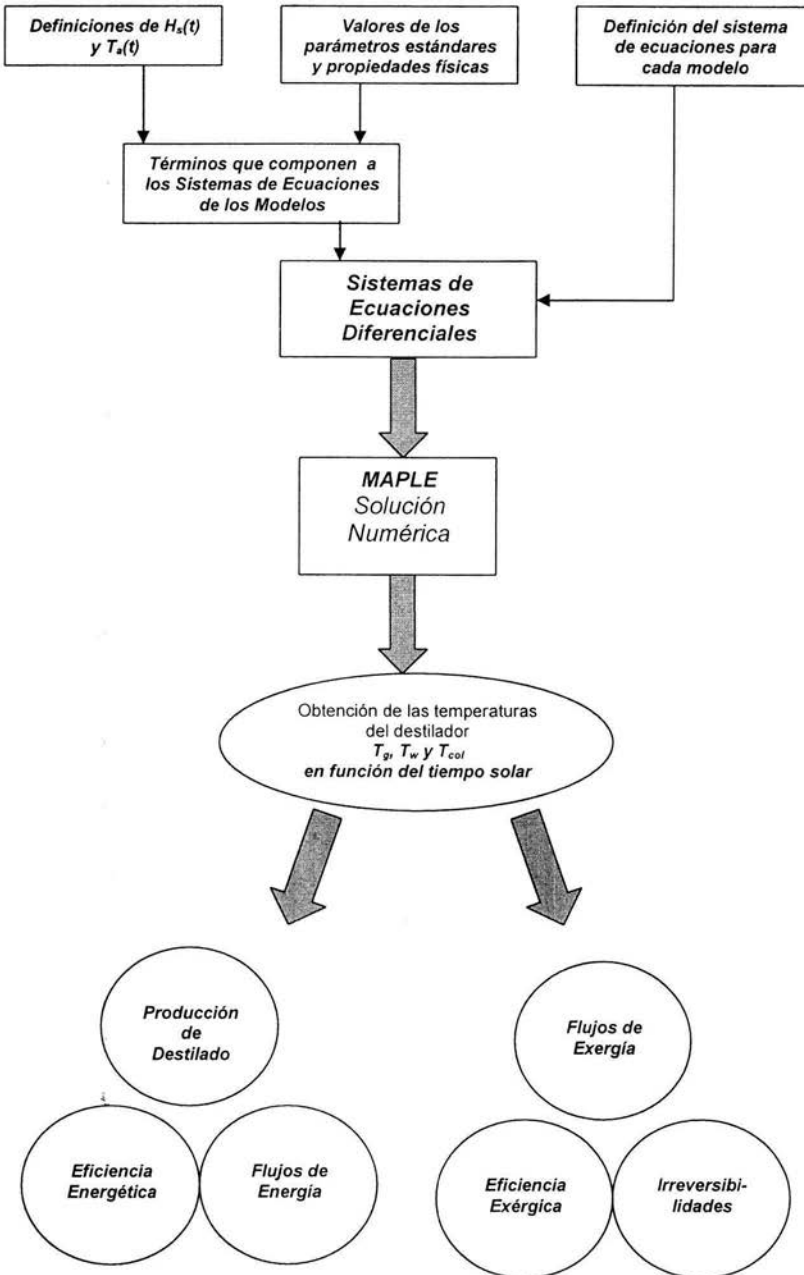 Definiciones de Hs(t)
y Ta(t)
Valores de los
parámetros estándares
y propiedades físicas
Definición del sistema
de ecuaciones para
cada modelo
Términos que componen a
los Sistemas de Ecuaciones
de los Modelos
Sistemas de
Ecuaciones
Diferenciales
MAPLE
Solución
Numérica
Obtención de las temperaturas
del destilador
Tg, Tw y Tcol
en función del tiempo solar
Producción
de
Destilado
Eficiencia
Energética
Flujos de
Energía
Flujos de
Exergía
Eficiencia
Exérgica
Irreversibi-
lidades